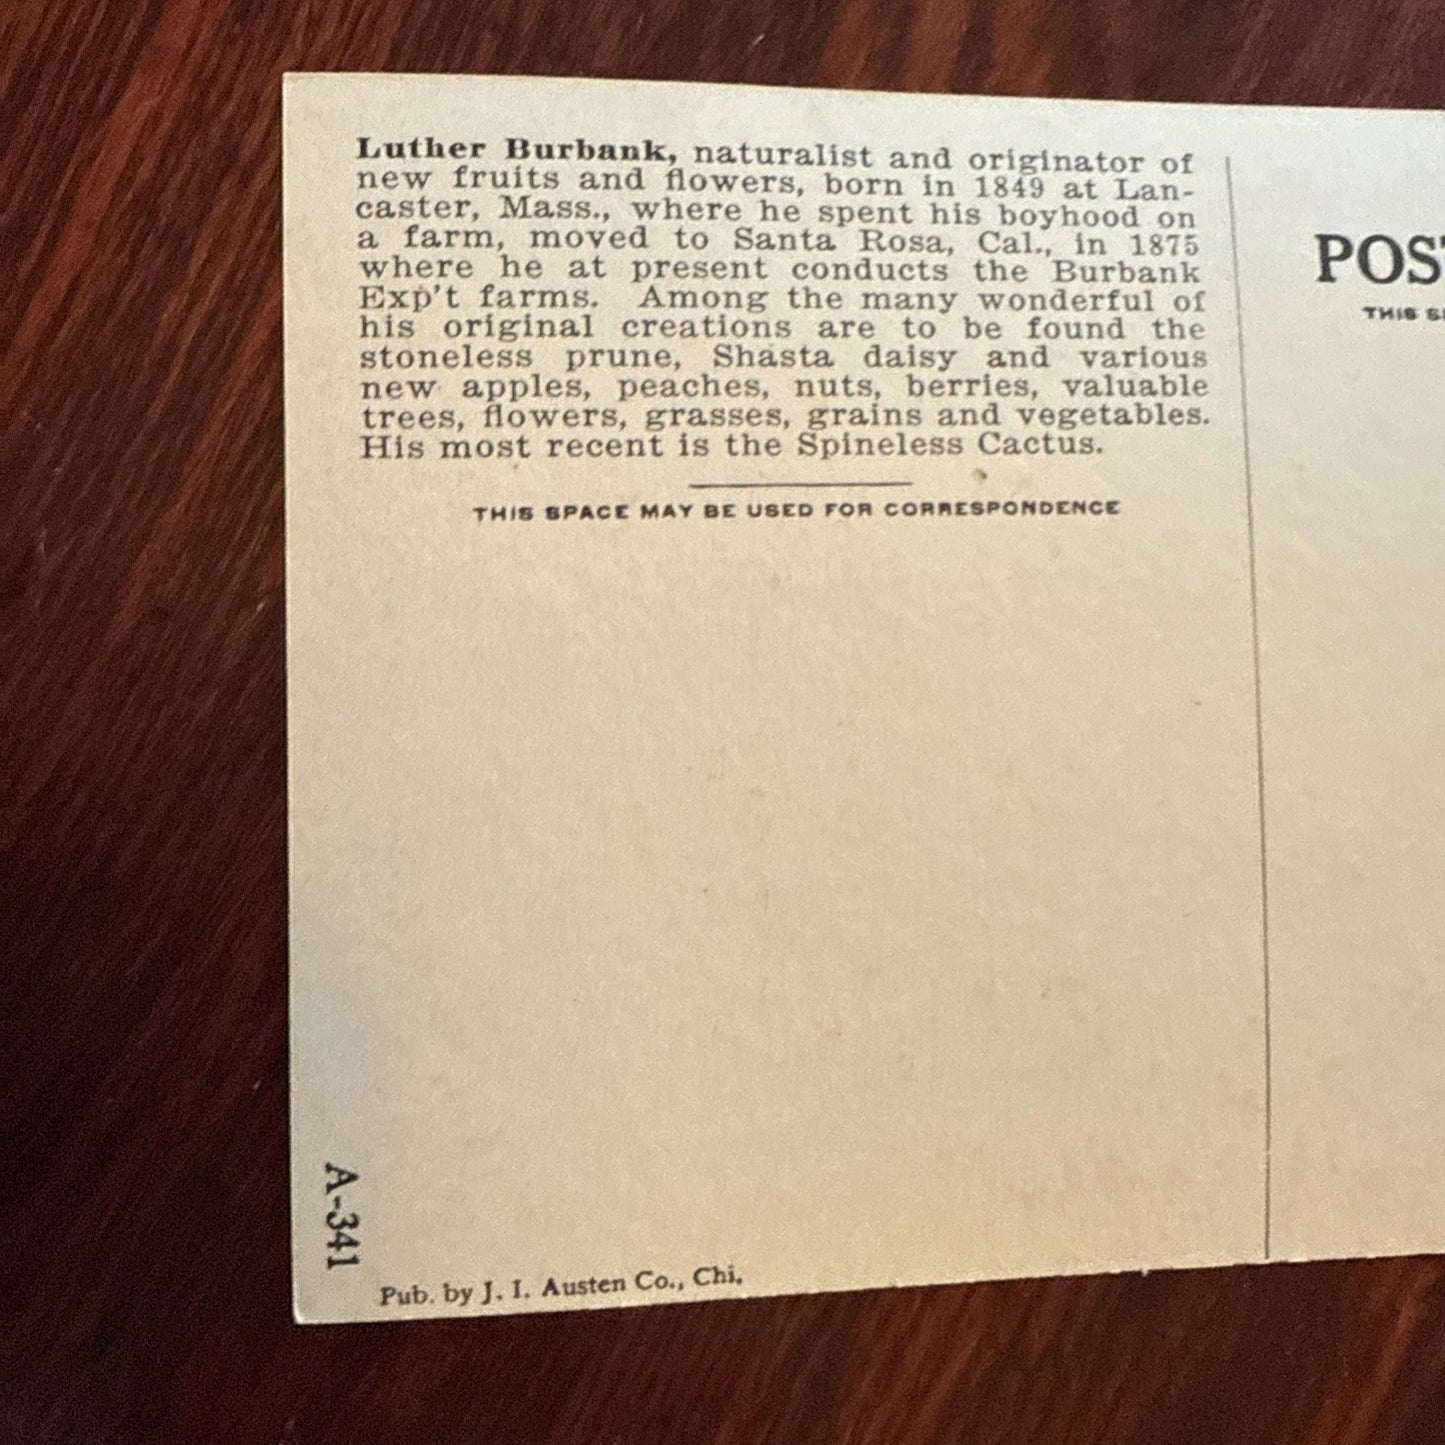 Luther Burbank, naturalist and originator of
new fruits and flowers, born in 1849 at Lan-
caster, Mass., where he spent his boyhood on
a farm, moved to Santa Rosa, Cal., in 1875
where he at present conducts the Burbank
Exp't farms. Among the many wonderful of
his original creations are to be found the
stoneless prune, Shasta daisy and various
new apples, peaches, nuts, berries, valuable
trees, flowers, grasses, grains and vegetables.
His most recent is the Spineless Cactus.
THIS SPACE MAY BE USED FOR CORRESPONDENCE
POS
THIS S
A-341
Pub. by J. I. Austen Co., Chi.